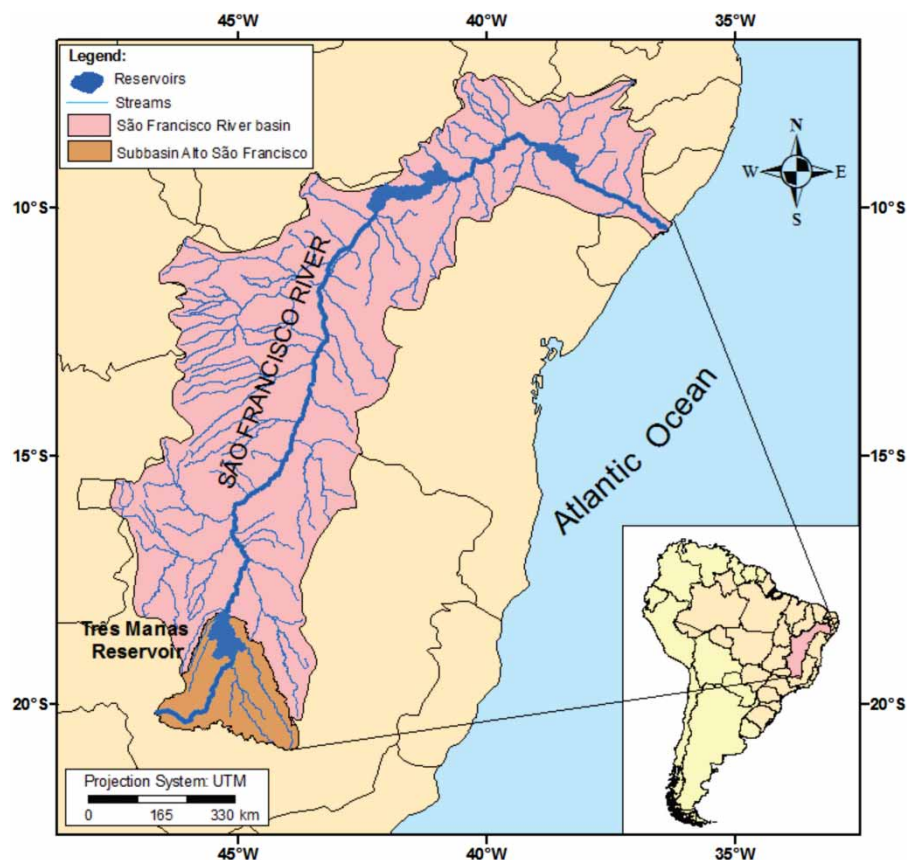 45°W 40°W 35°W
Legend:
Reservoirs
Streams
São Francisco River basin
Subbasin Alto São Francisco
N
W E
S
10°S 10°S
SÃO FRANCISCO RIVER
Atlantic Ocean
15°S 15°S
Três Marias
Reservoir
20°S 20°S
Projection System: UTM
0 165 330 km
45°W 40°W 35°W